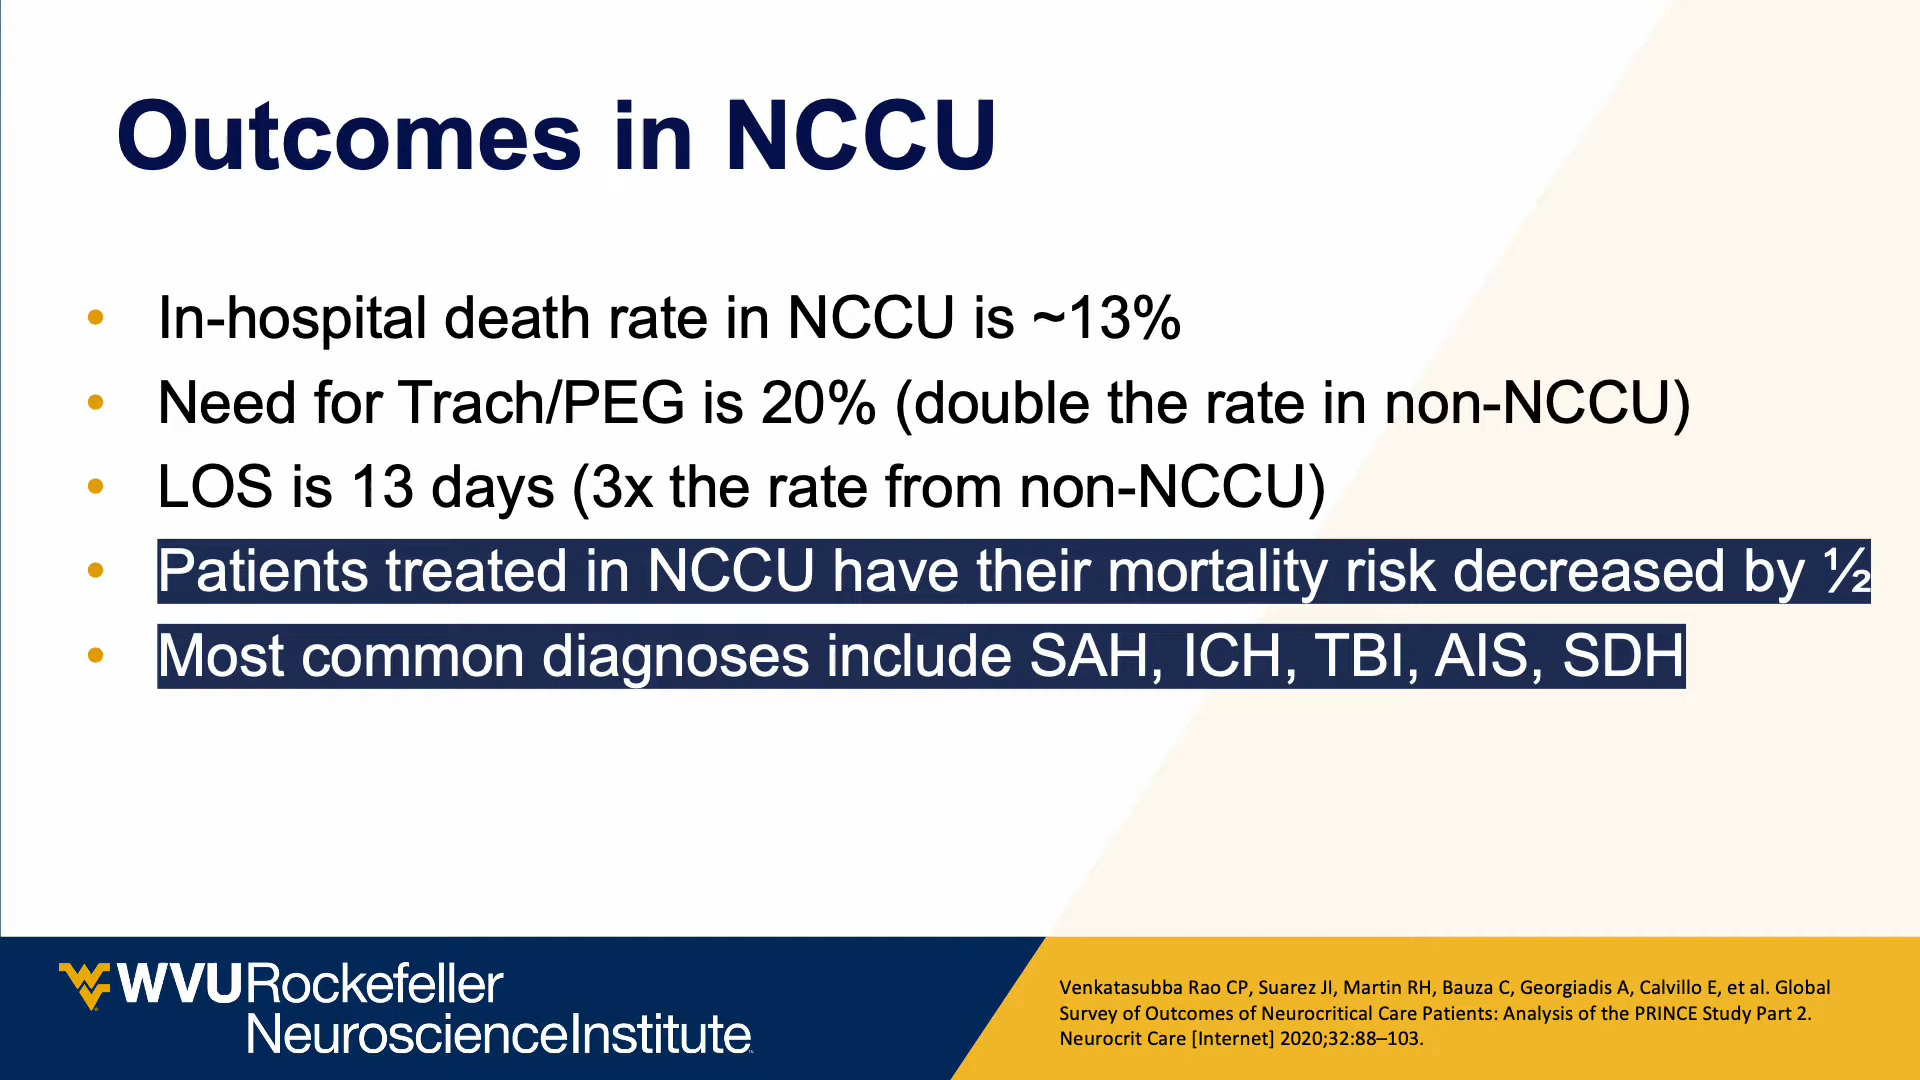 Outcomes in NCCU
• In-hospital death rate in NCCU is ~13%
• Need for Trach/PEG is 20% (double the rate in non-NCCU)
• LOS is 13 days (3x the rate from non-NCCU)
• Patients treated in NCCU have their mortality risk decreased by ½
• Most common diagnoses include SAH, ICH, TBI, AIS, SDH
WVURockefeller
NeuroscienceInstitute
Venkatasubba Rao CP, Suarez JI, Martin RH, Bauza C, Georgiadis A, Calvillo E, et al. Global
Survey of Outcomes of Neurocritical Care Patients: Analysis of the PRINCE Study Part 2.
Neurocrit Care [Internet] 2020;32:88–103.